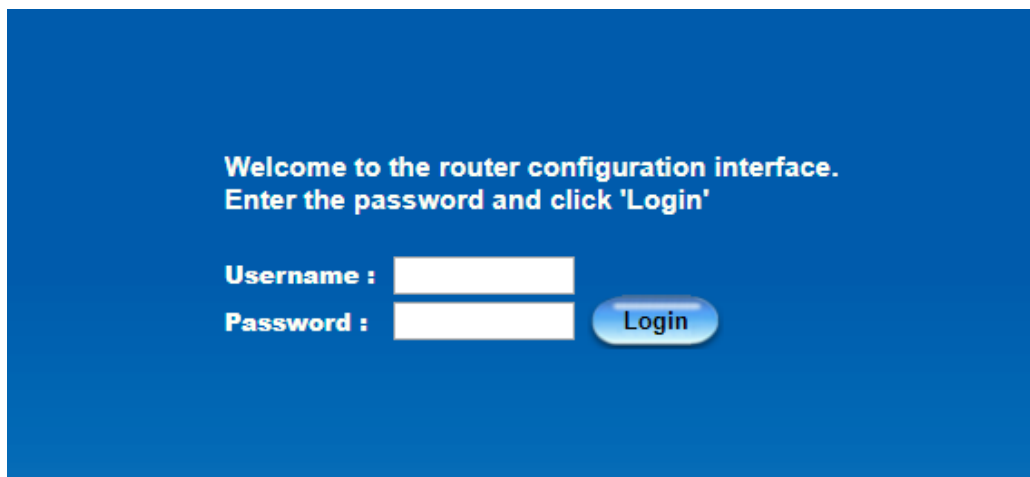 Welcome to the router configuration interface.
Enter the password and click 'Login'
Username :
Password :
Login